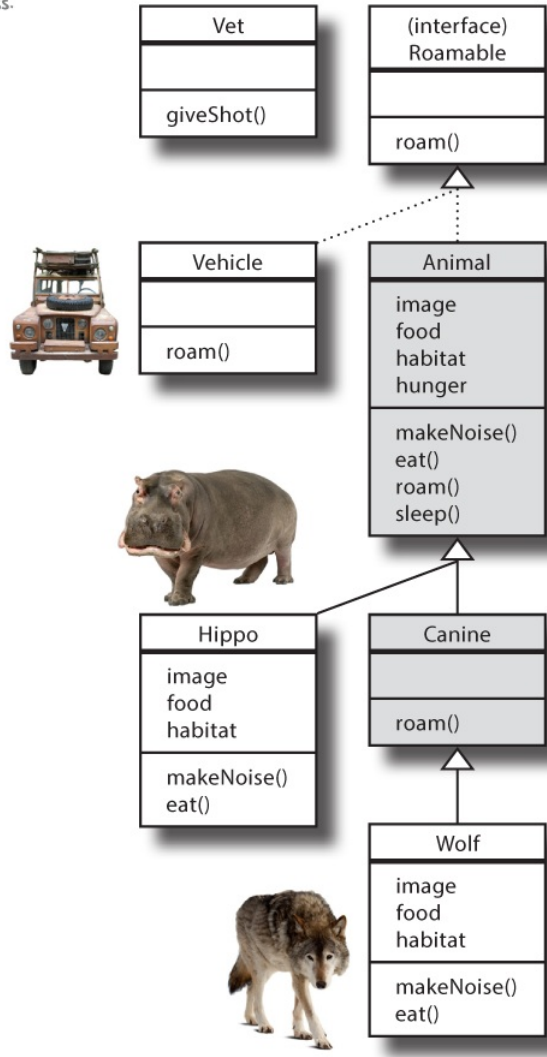 Vet
giveShot()
(interface)
Roamable
roam()
Vehicle
roam()
Animal
image
food
habitat
hunger
makeNoise()
eat()
roam()
sleep()
Hippo
image
food
habitat
makeNoise()
eat()
Canine
roam()
Wolf
image
food
habitat
makeNoise()
eat()